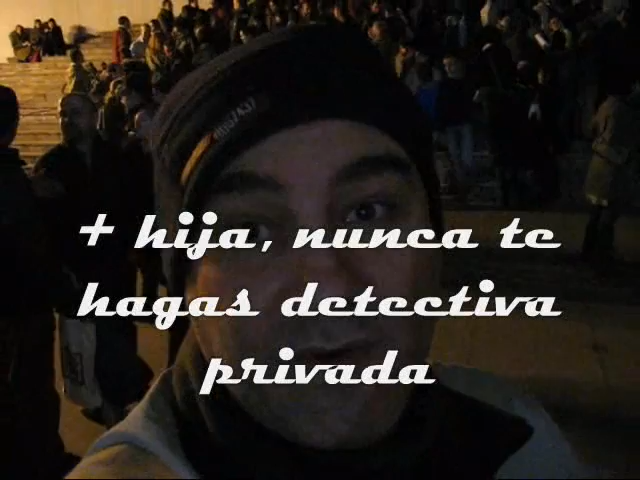 + hija, nunca te
hagas detectiva
privada